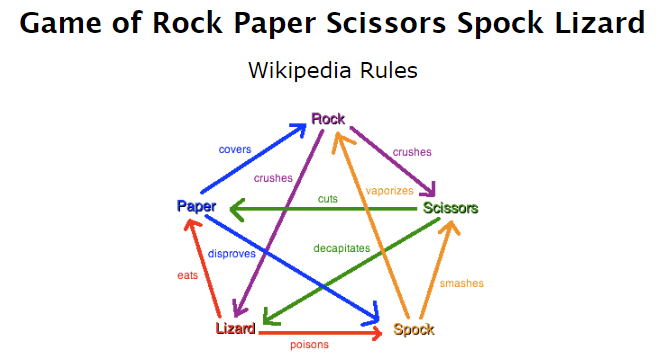 Game of Rock Paper Scissors Spock Lizard
Wikipedia Rules
Rock
covers
crushes
crushes
vaporizes
cuts
Paper
Scissors
disproves
decapitates
eats
smashes
Lizard
Spock
poisons